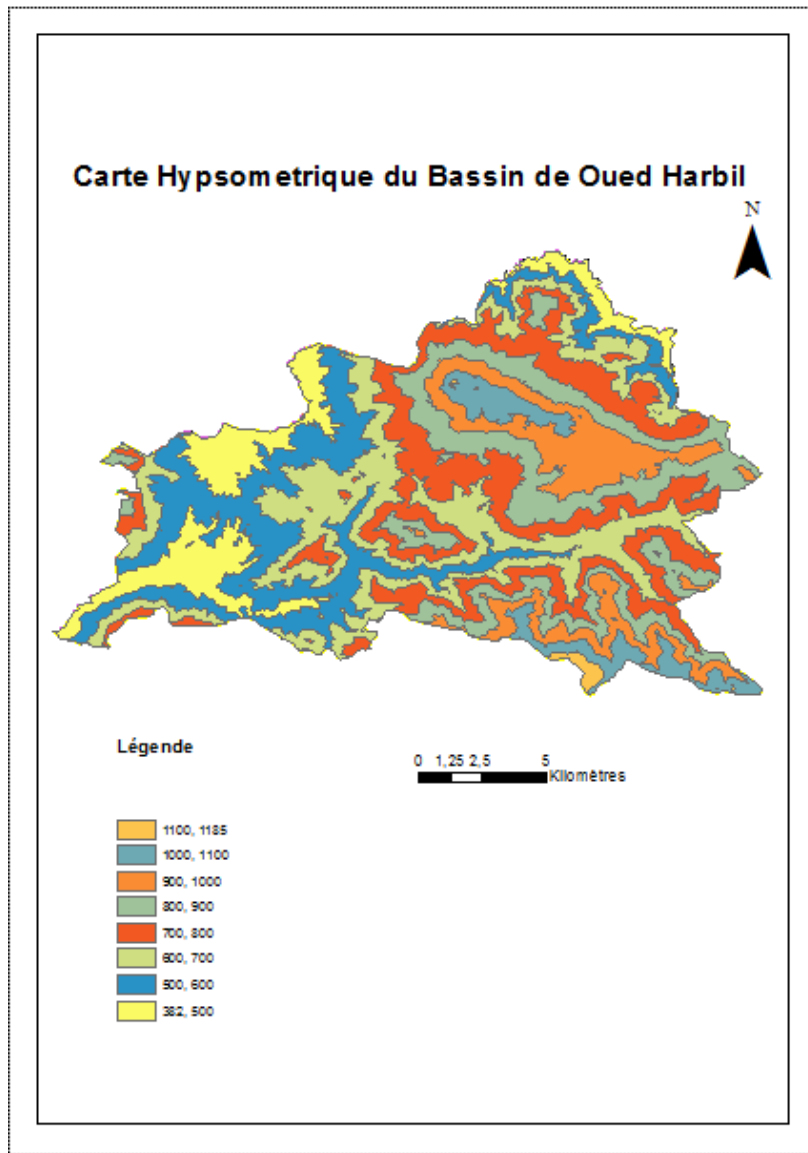 Carte Hypsometrique du Bassin de Oued Harbil
N
Légende
0 1,25 2,5 5
Kilomètres
1100, 1185
1000, 1100
900, 1000
800, 900
700, 800
600, 700
500, 600
382, 500